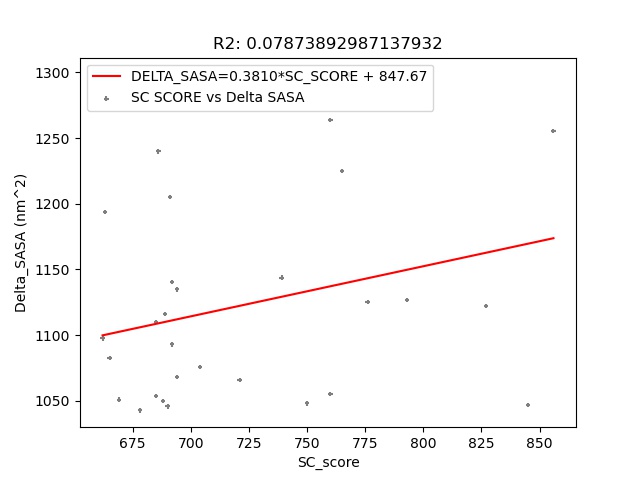 R2: 0.07873892987137932
DELTA_SASA=0.3810*SC_SCORE + 847.67
SC SCORE vs Delta SASA
Delta_SASA (nm^2)
1300
1250
1200
1150
1100
1050
675 700 725 750 775 800 825 850
SC_score